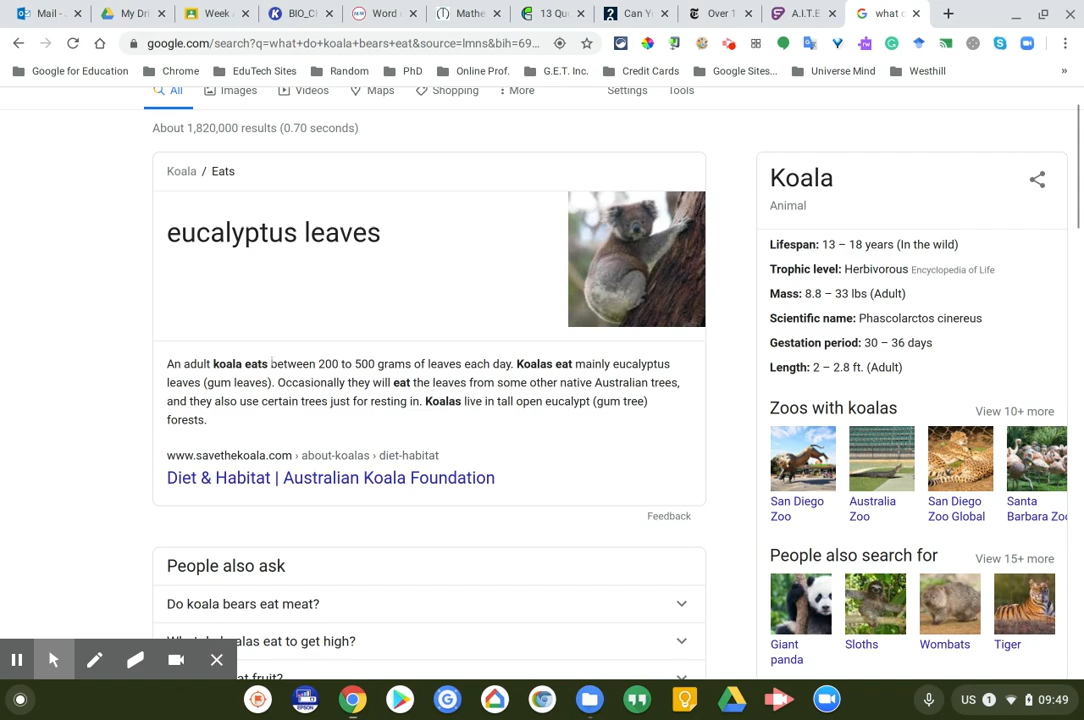 Mail -
My Dri
Week
BIO_C
Word
Mathe
13 Qu
Can Y
Over 1
A.I.T.E
what
google.com/search?q=what+do+koala+bears+eat&source=lmns&bih=69...
Google for Education
Chrome
EduTech Sites
Random
PhD
Online Prof.
G.E.T. Inc.
Credit Cards
Google Sites...
Universe Mind
Westhill
»
All
Images
Videos
Maps
Shopping
More
Settings
Tools
About 1,820,000 results (0.70 seconds)
Koala / Eats
eucalyptus leaves
An adult koala eats between 200 to 500 grams of leaves each day. Koalas eat mainly eucalyptus
leaves (gum leaves). Occasionally they will eat the leaves from some other native Australian trees,
and they also use certain trees just for resting in. Koalas live in tall open eucalypt (gum tree)
forests.
www.savethekoala.com › about-koalas › diet-habitat
Diet & Habitat | Australian Koala Foundation
Feedback
People also ask
Do koala bears eat meat?
alas eat to get high?
at fruit?
Koala
Animal
Lifespan: 13 – 18 years (In the wild)
Trophic level: Herbivorous Encyclopedia of Life
Mass: 8.8 – 33 lbs (Adult)
Scientific name: Phascolarctos cinereus
Gestation period: 30 – 36 days
Length: 2 – 2.8 ft. (Adult)
Zoos with koalas
View 10+ more
San Diego
Zoo
Australia
Zoo
San Diego
Zoo Global
Santa
Barbara Zoo
People also search for
View 15+ more
Giant
panda
Sloths
Wombats
Tiger
US 1 09:49